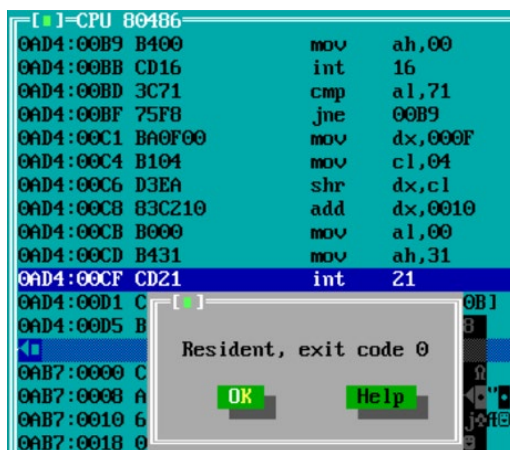 [■]=CPU 80486
0AD4:00B9 B400 mov ah,00
0AD4:00BB CD16 int 16
0AD4:00BD 3C71 cmp al,71
0AD4:00BF 75F8 jne 00B9
0AD4:00C1 BA0F00 mov dx,000F
0AD4:00C4 B104 mov cl,04
0AD4:00C6 D3EA shr dx,cl
0AD4:00C8 83C210 add dx,0010
0AD4:00CB B000 mov al,00
0AD4:00CD B431 mov ah,31
0AD4:00CF CD21 int 21
0AD4:00D1 C 0B]
0AD4:00D5 B 8
[■]
Resident, exit code 0
OK Help
0AB7:0000 C Ω
0AB7:0008 A
0AB7:0010 6
0AB7:0018 0